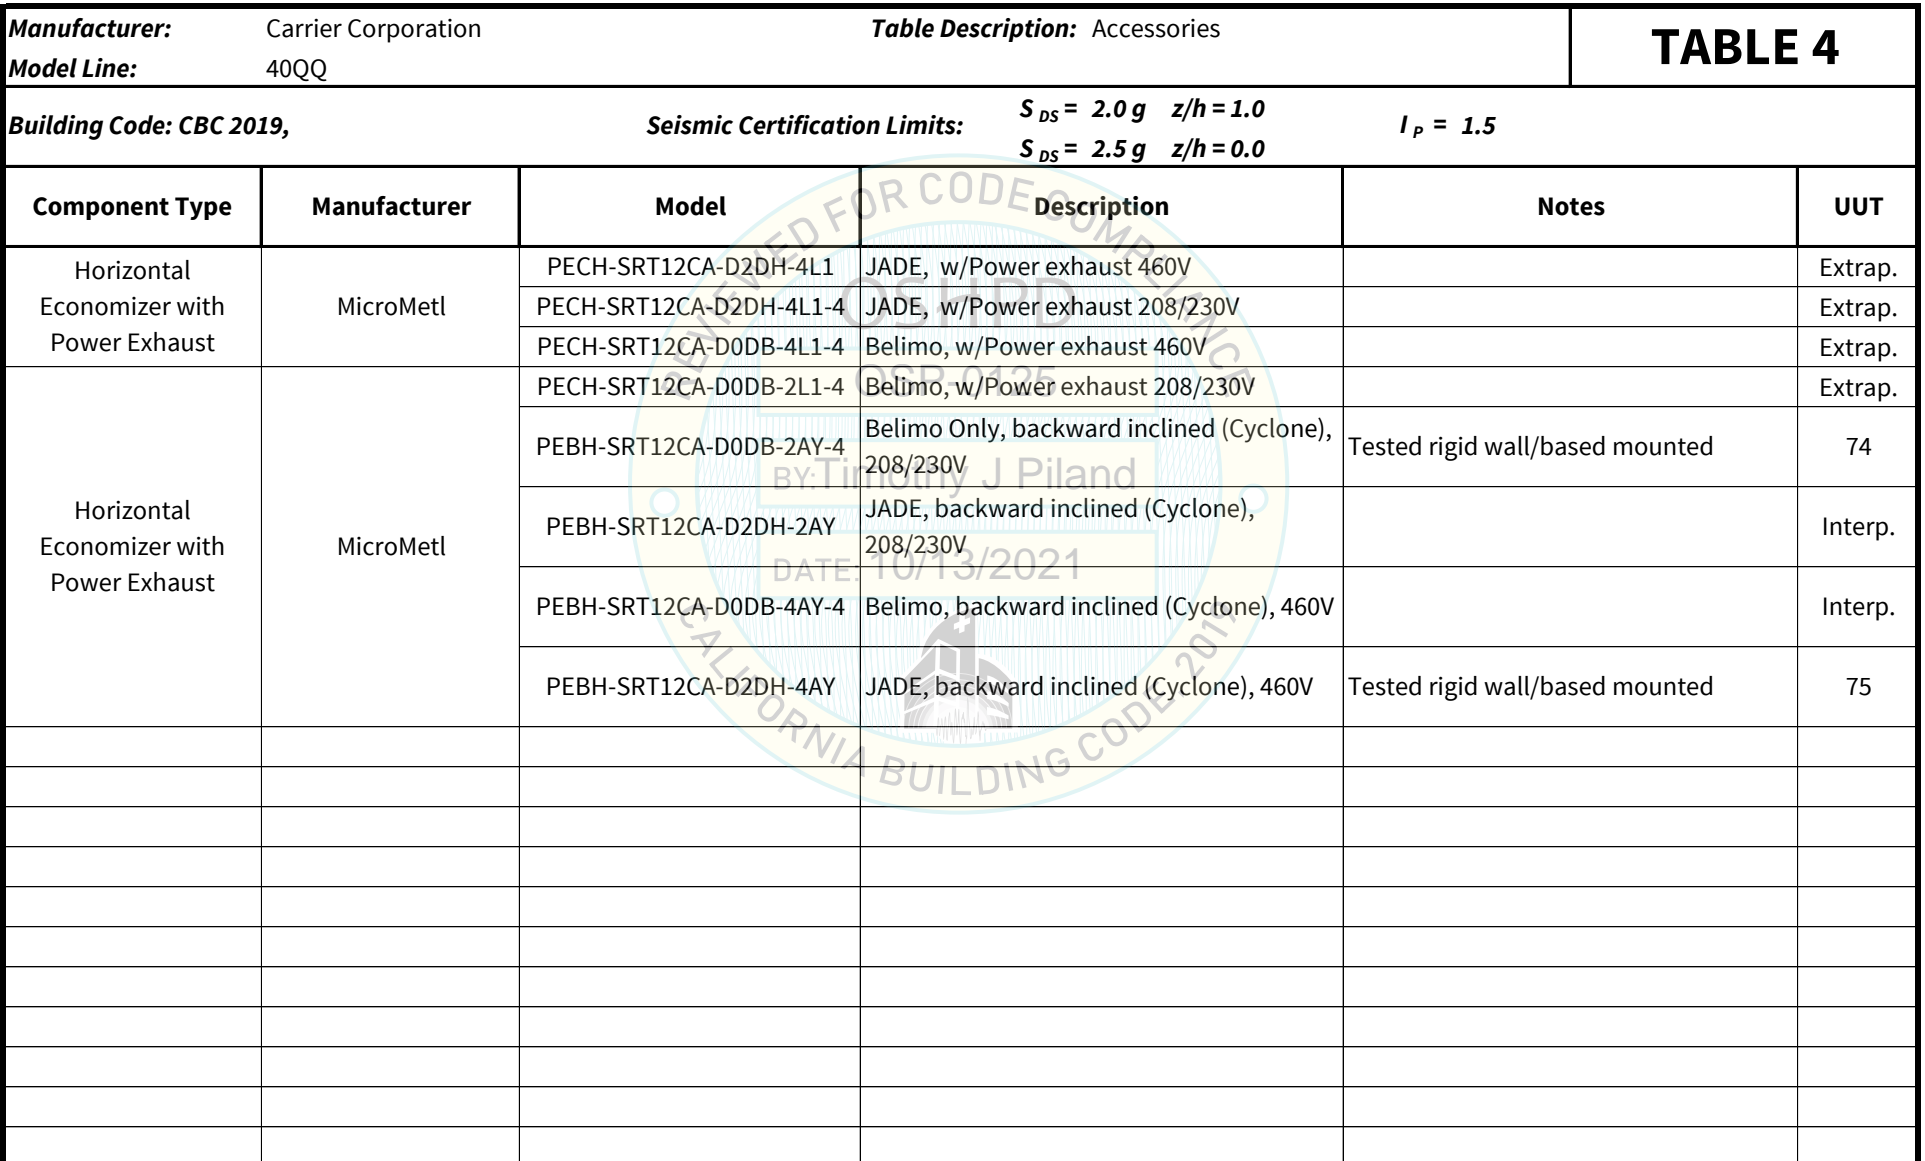 Manufacturer: Carrier Corporation Table Description: Accessories TABLE 4
Model Line: 40QQ
Building Code: CBC 2019, Seismic Certification Limits: S DS = 2.0 g z/h = 1.0 I P = 1.5
S DS = 2.5 g z/h = 0.0
Component Type Manufacturer Model Description Notes UUT
Horizontal Economizer with Power Exhaust MicroMetl PECH-SRT12CA-D2DH-4L1 JADE, w/Power exhaust 460V Extrap.
PECH-SRT12CA-D2DH-4L1-4 JADE, w/Power exhaust 208/230V Extrap.
PECH-SRT12CA-D0DB-4L1-4 Belimo, w/Power exhaust 460V Extrap.
Horizontal Economizer with Power Exhaust MicroMetl PECH-SRT12CA-D0DB-2L1-4 Belimo, w/Power exhaust 208/230V Extrap.
PEBH-SRT12CA-D0DB-2AY-4 Belimo Only, backward inclined (Cyclone), 208/230V Tested rigid wall/based mounted 74
PEBH-SRT12CA-D2DH-2AY JADE, backward inclined (Cyclone), 208/230V Interp.
PEBH-SRT12CA-D0DB-4AY-4 Belimo, backward inclined (Cyclone), 460V Interp.
PEBH-SRT12CA-D2DH-4AY JADE, backward inclined (Cyclone), 460V Tested rigid wall/based mounted 75
REVIEWED FOR CODE COMPLIANCE
OSHPD
OSP-0125
BY: Timothy J Piland
DATE: 10/13/2021
CALIFORNIA BUILDING CODE 2019